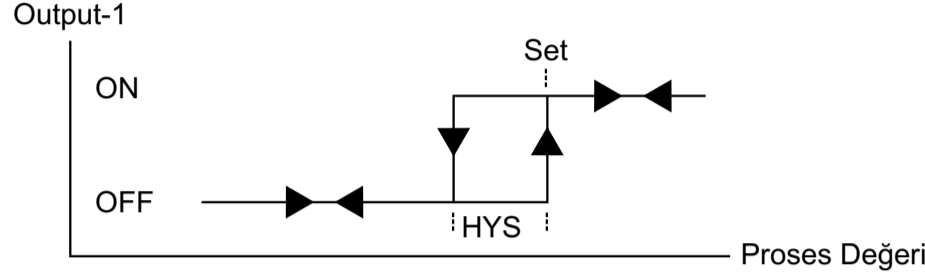 Output-1
Set
ON
OFF
HYS
Proses Değeri